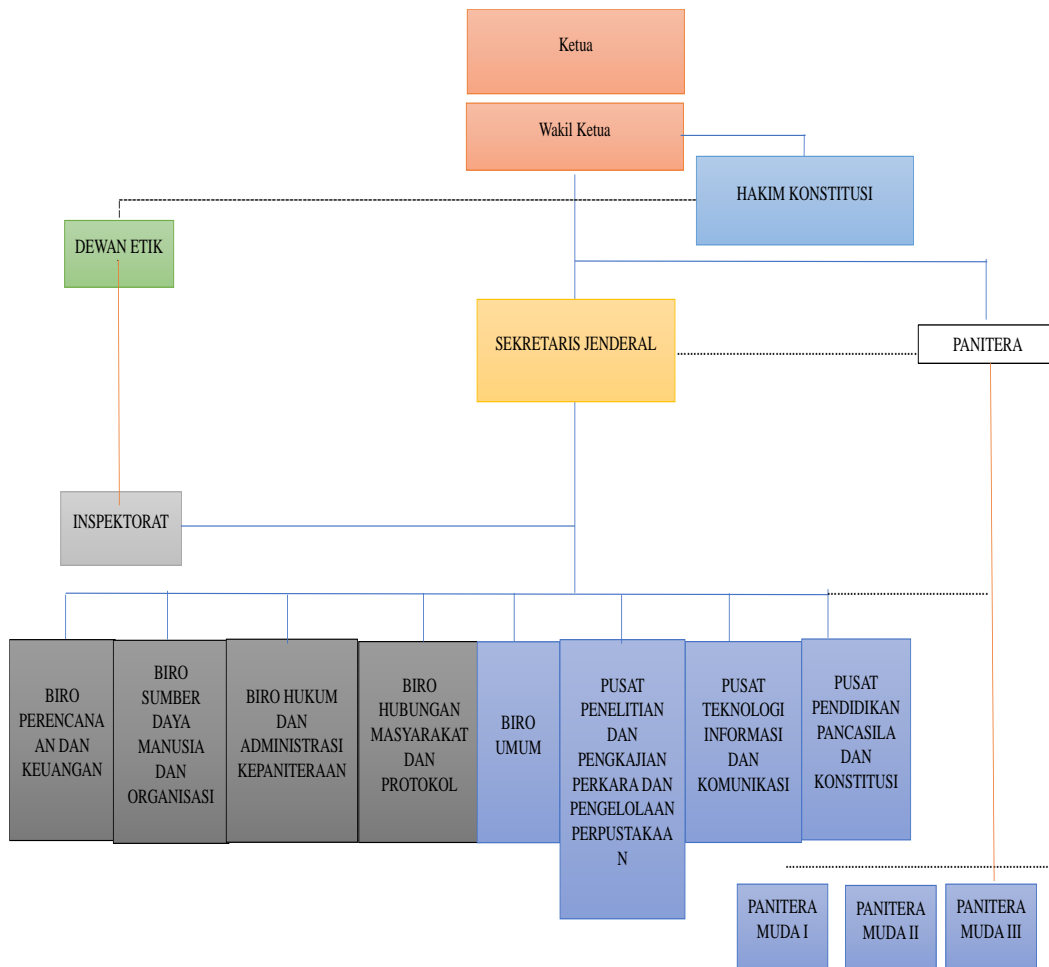 Ketua
Wakil Ketua
HAKIM KONSTITUSI
DEWAN ETIK
SEKRETARIS JENDERAL
PANITERA
INSPEKTORAT
BIRO
PERENCANA
AN DAN
KEUANGAN
BIRO
SUMBER
DAYA
MANUSIA
DAN
ORGANISASI
BIRO HUKUM
DAN
ADMINISTRASI
KEPANITERAAN
BIRO
HUBUNGAN
MASYARAKAT
DAN
PROTOKOL
BIRO
UMUM
PUSAT
PENELITIAN
DAN
PENGKAJIAN
PERKARA DAN
PENGELOLAAN
PERPUSTAKAA
N
PUSAT
TEKNOLOGI
INFORMASI
DAN
KOMUNIKASI
PUSAT
PENDIDIKAN
PANCASILA
DAN
KONSTITUSI
PANITERA
MUDA I
PANITERA
MUDA II
PANITERA
MUDA III